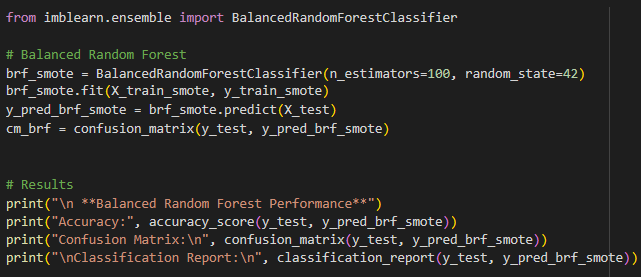 from imblearn.ensemble import BalancedRandomForestClassifier
# Balanced Random Forest
brf_smote = BalancedRandomForestClassifier(n_estimators=100, random_state=42)
brf_smote.fit(X_train_smote, y_train_smote)
y_pred_brf_smote = brf_smote.predict(X_test)
cm_brf = confusion_matrix(y_test, y_pred_brf_smote)
# Results
print("\n **Balanced Random Forest Performance**")
print("Accuracy:", accuracy_score(y_test, y_pred_brf_smote))
print("Confusion Matrix:\n", confusion_matrix(y_test, y_pred_brf_smote))
print("\nClassification Report:\n", classification_report(y_test, y_pred_brf_smote))